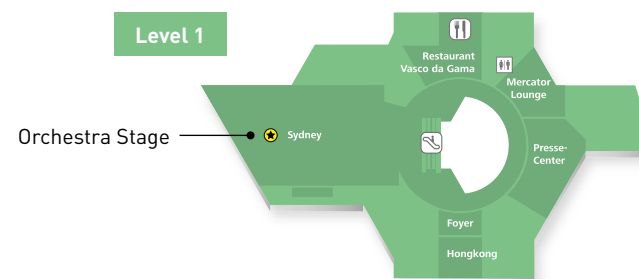 Level 1
Restaurant
Vasco da Gama
Mercator
Lounge
Orchestra Stage
Sydney
Presse-
Center
Foyer
Hongkong